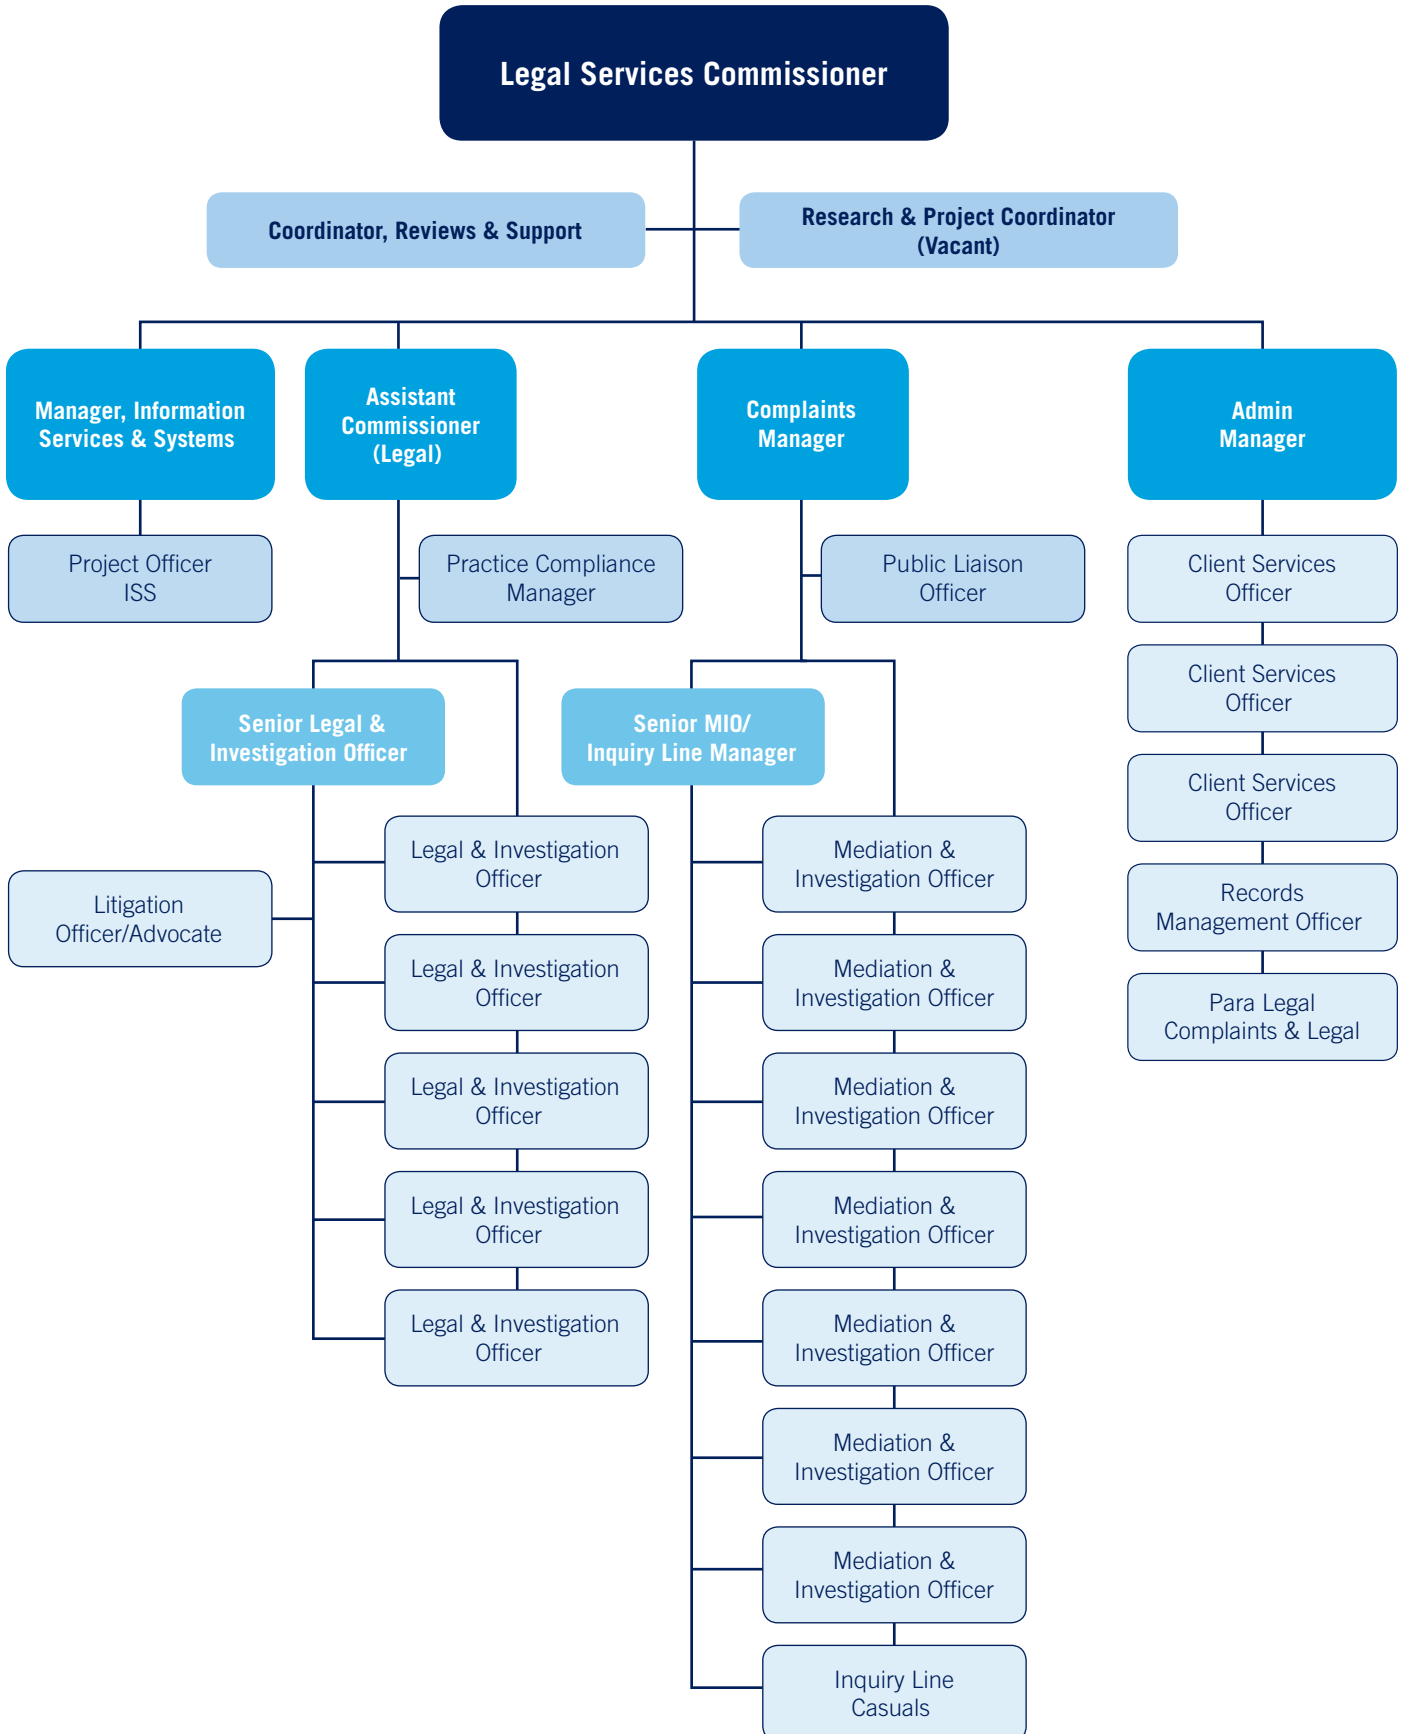 Legal Services Commissioner
Coordinator, Reviews & Support
Research & Project Coordinator
(Vacant)
Manager, Information
Services & Systems
Assistant
Commissioner
(Legal)
Complaints
Manager
Admin
Manager
Project Officer
ISS
Practice Compliance
Manager
Public Liaison
Officer
Client Services
Officer
Client Services
Officer
Client Services
Officer
Records
Management Officer
Para Legal
Complaints & Legal
Senior Legal &
Investigation Officer
Senior MIO/
Inquiry Line Manager
Litigation
Officer/Advocate
Legal & Investigation
Officer
Legal & Investigation
Officer
Legal & Investigation
Officer
Legal & Investigation
Officer
Legal & Investigation
Officer
Mediation &
Investigation Officer
Mediation &
Investigation Officer
Mediation &
Investigation Officer
Mediation &
Investigation Officer
Mediation &
Investigation Officer
Mediation &
Investigation Officer
Mediation &
Investigation Officer
Inquiry Line
Casuals